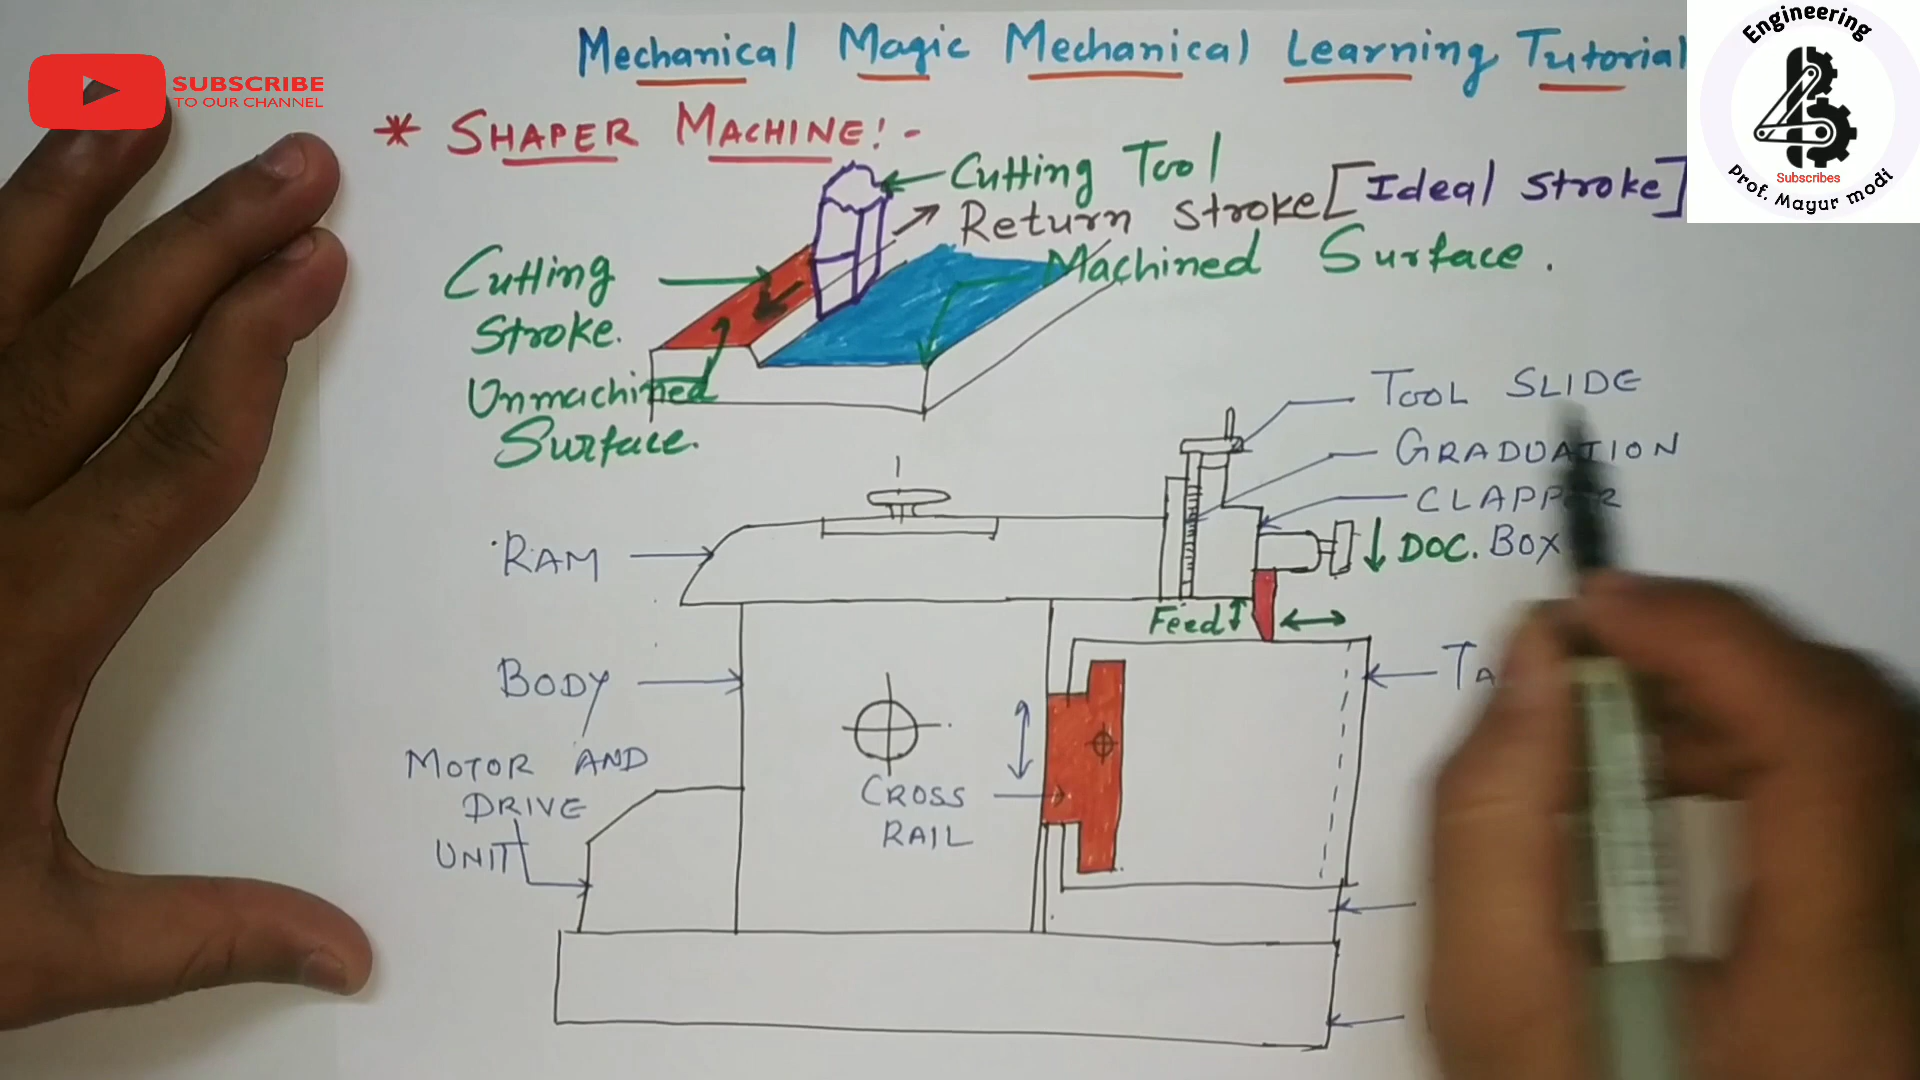 Mechanical Magic Mechanical Learning Tutorial
SUBSCRIBE
TO OUR CHANNEL
Engineering
Subscribes
Prof. Mayur modi
* SHAPER MACHINE:-
Cutting Tool
Return Stroke [Ideal Stroke]
Machined Surface.
Cutting
Stroke.
Unmachined
Surface.
TOOL SLIDE
GRADUATION
CLAPPER
BOX
DOC.
Feed
RAM
BODY
MOTOR AND
DRIVE
UNIT
CROSS
RAIL